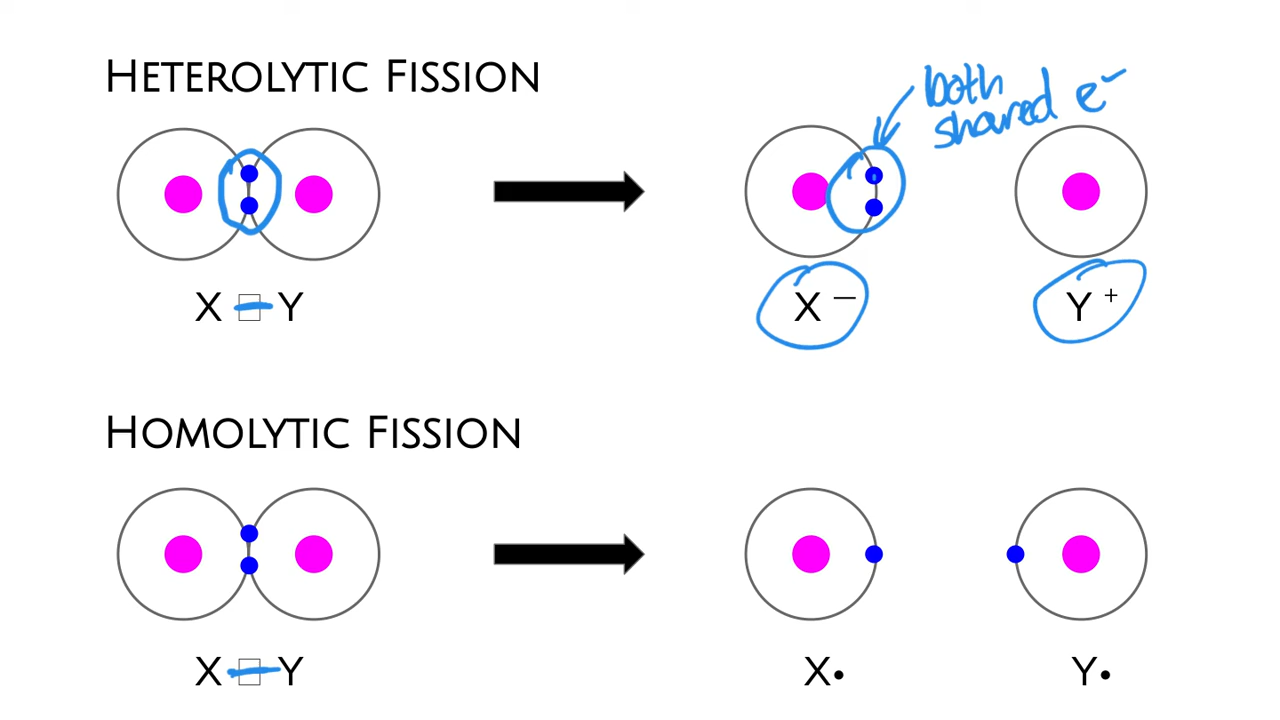 HETEROLYTIC FISSION
both
shared e⁻
X □ Y
X⁻
Y⁺
HOMOLYTIC FISSION
X □ Y
X•
Y•